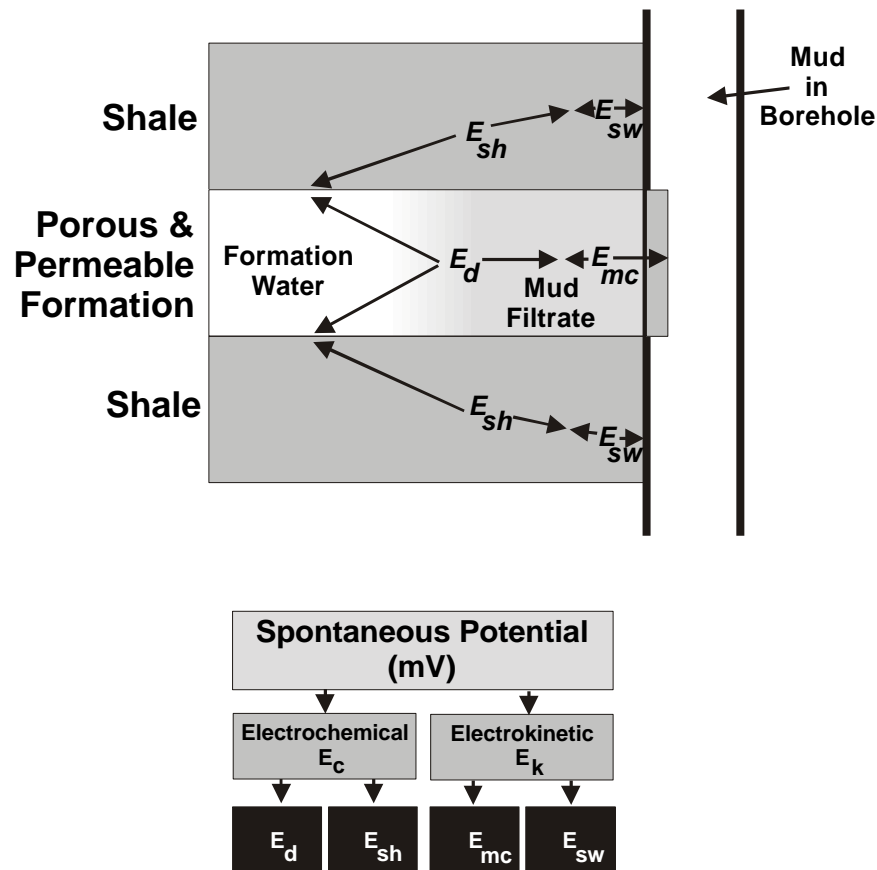 Mud
in
Borehole
Shale
E sw
E sh
Porous &
Permeable
Formation
Formation
Water
E d
E mc
Mud
Filtrate
Shale
E sh
E sw
Spontaneous Potential
(mV)
Electrochemical
E c
Electrokinetic
E k
E d
E sh
E mc
E sw